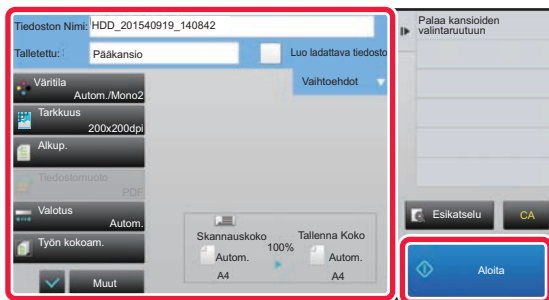 Tiedoston Nimi: HDD_201540919_140842
Talletettu: Pääkansio
Luo ladattava tiedosto
Vaihtoehdot
Väritila
Autom./Mono2
Tarkkuus
200x200dpi
Alkup.
Tiedostomuoto
PDF
Valotus
Autom.
Työn kokoam.
Muut
Skannauskoko
100%
Tallenna Koko
Autom.
Autom.
A4
A4
Palaa kansioiden
valintaruutuun
Esikatselu
CA
Aloita